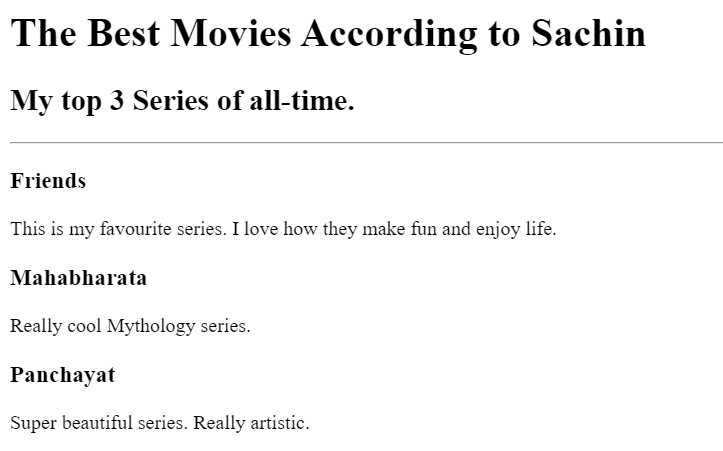 The Best Movies According to Sachin
My top 3 Series of all-time.
Friends
This is my favourite series. I love how they make fun and enjoy life.
Mahabharata
Really cool Mythology series.
Panchayat
Super beautiful series. Really artistic.